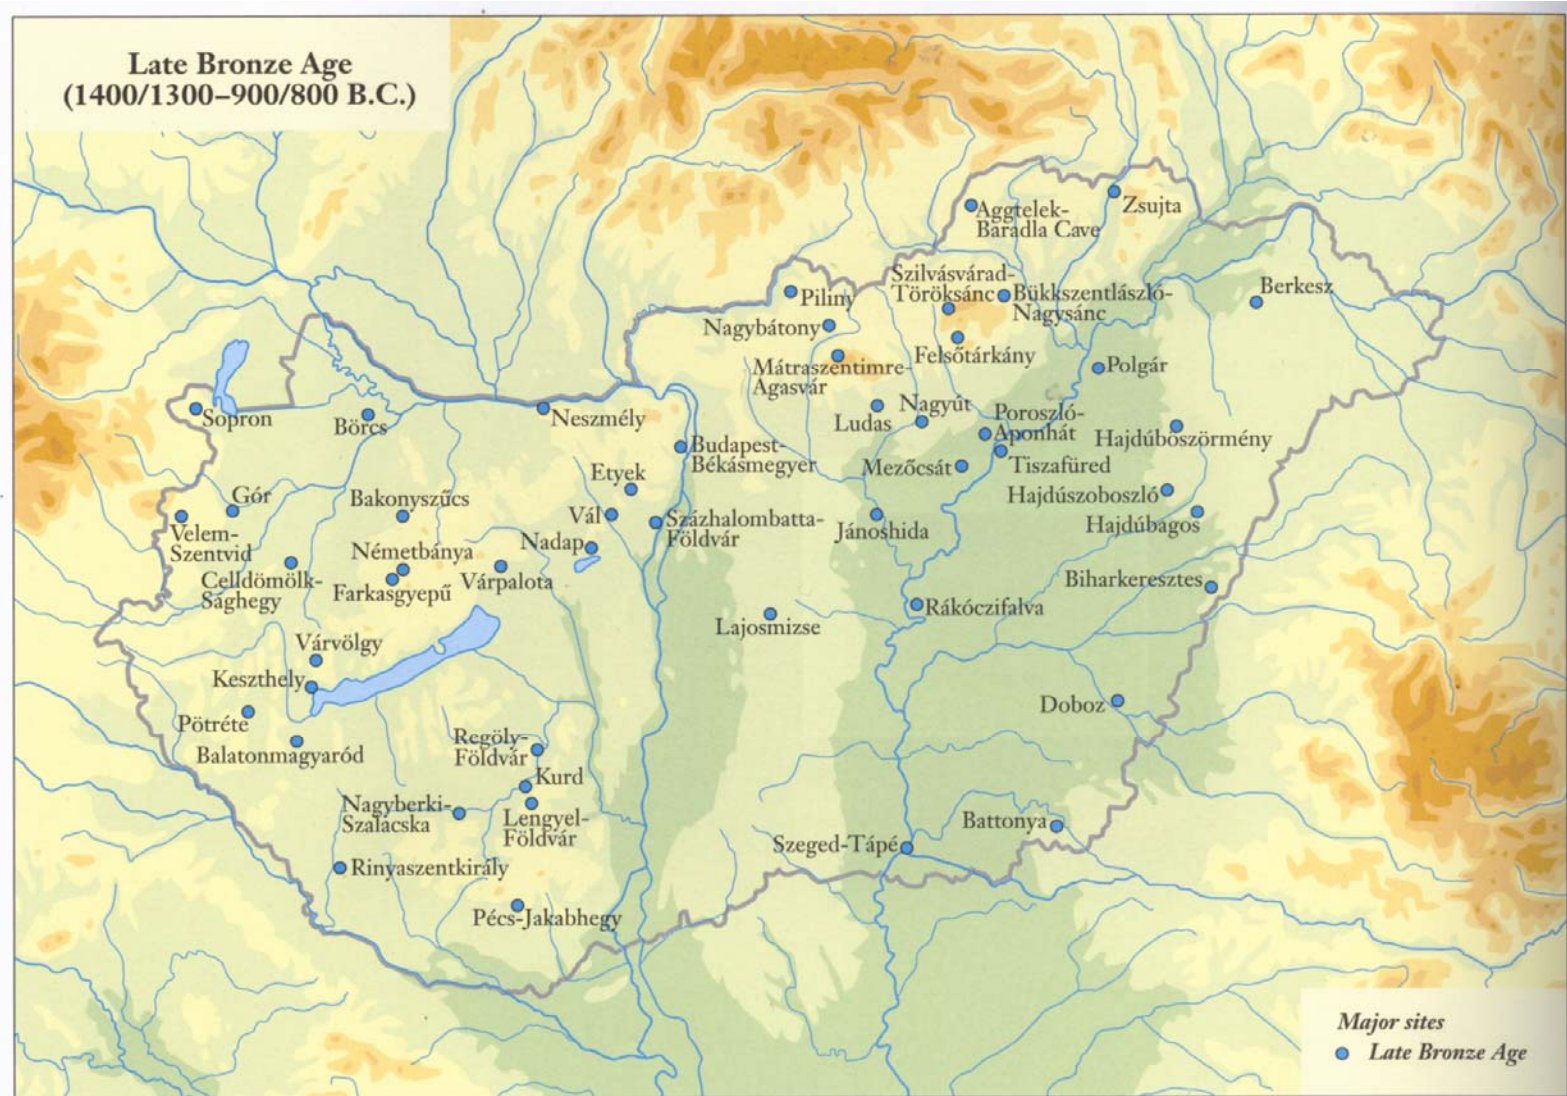 Late Bronze Age
(1400/1300–900/800 B.C.)
Zsujta
Aggtelek-
Baradla Cave
Szilvásvárad-
Töröksánc
Bükkszentlászló-
Nagysánc
Berkesz
Piliny
Nagybátony
Felsőtárkány
Mátraszentimre-
Agasvár
Polgár
Sopron
Börcs
Neszmély
Ludas
Nagyút
Poroszló-
Aponhát
Hajdúböszörmény
Budapest-
Békásmegyer
Mezőcsát
Tiszafüred
Etyek
Gór
Bakonyszűcs
Hajdúszoboszló
Vál
Százhalombatta-
Földvár
Jánoshida
Hajdúbagos
Velem-
Szentvid
Nadap
Németbánya
Celldömölk-
Sághegy
Farkasgyepű
Várpalota
Biharkeresztes
Rákóczifalva
Lajosmizse
Várvölgy
Keszthely
Pötréte
Doboz
Balatonmagyaród
Regöly-
Földvár
Kurd
Nagyberki-
Szalacska
Lengyel-
Földvár
Battonya
Szeged-Tápé
Rinyaszentkirály
Pécs-Jakabhegy
Major sites
Late Bronze Age